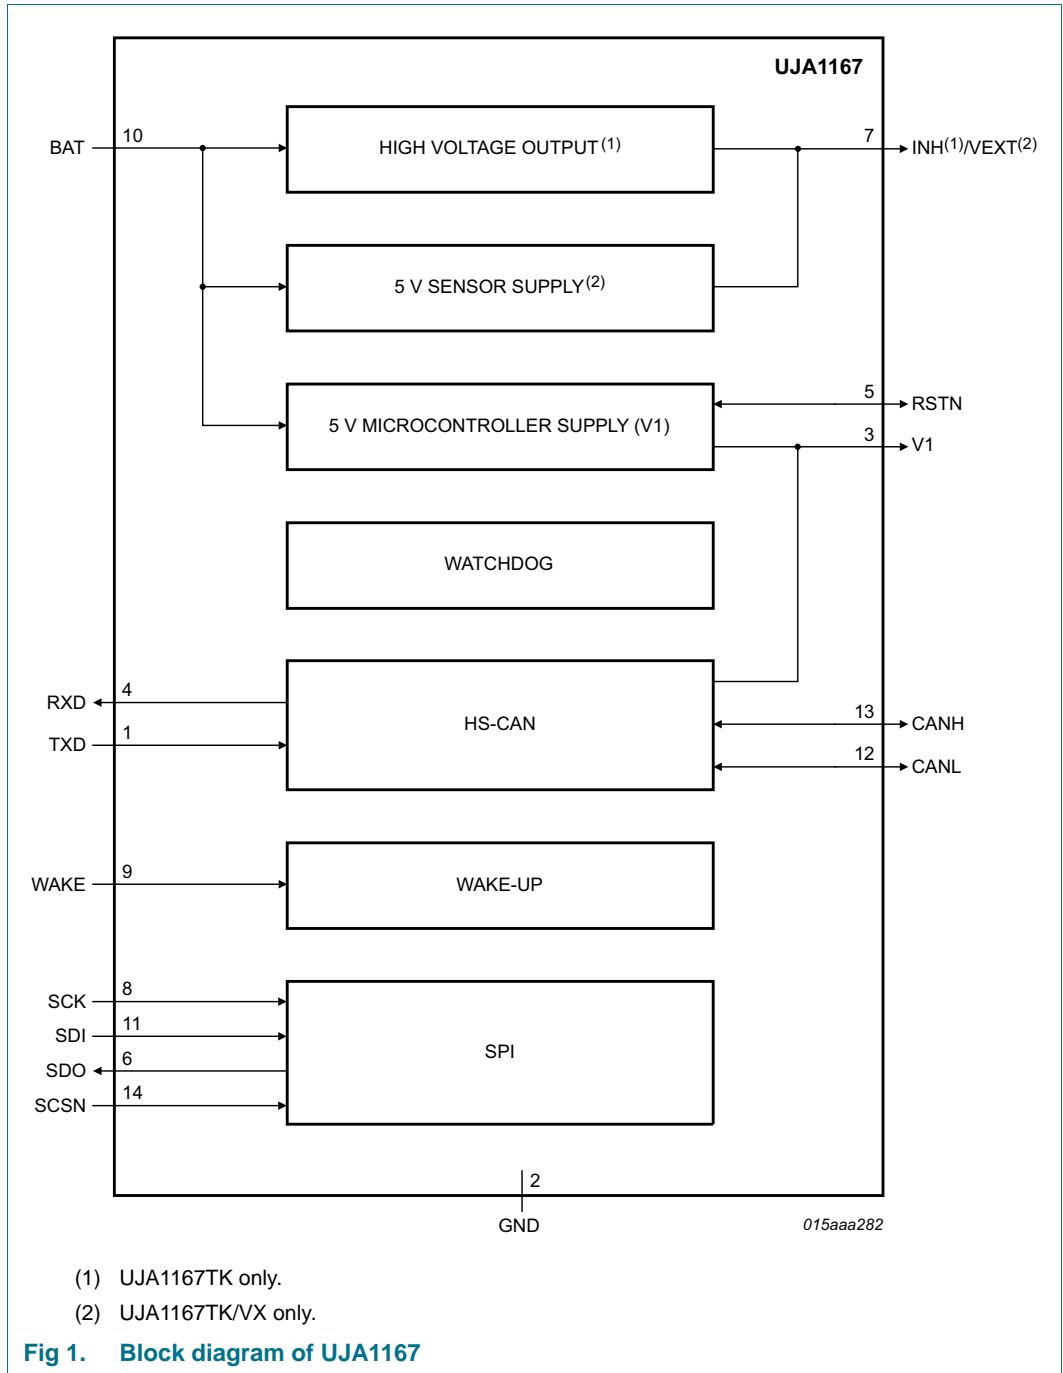 UJA1167
BAT
10
HIGH VOLTAGE OUTPUT(1)
7
INH(1)/VEXT(2)
5 V SENSOR SUPPLY(2)
5 V MICROCONTROLLER SUPPLY (V1)
5
RSTN
3
V1
WATCHDOG
RXD
4
TXD
1
HS-CAN
13
CANH
12
CANL
WAKE
9
WAKE-UP
SCK
8
SDI
11
SDO
6
SCSN
14
SPI
2
GND
015aaa282
(1) UJA1167TK only.
(2) UJA1167TK/VX only.
Fig 1. Block diagram of UJA1167